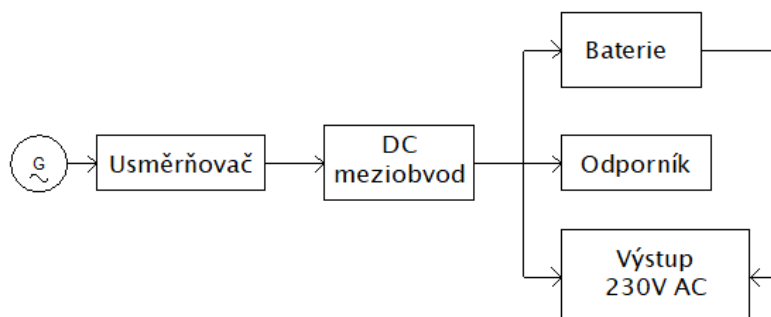 G
Usměrňovač
DC
meziobvod
Baterie
Odporník
Výstup
230V AC